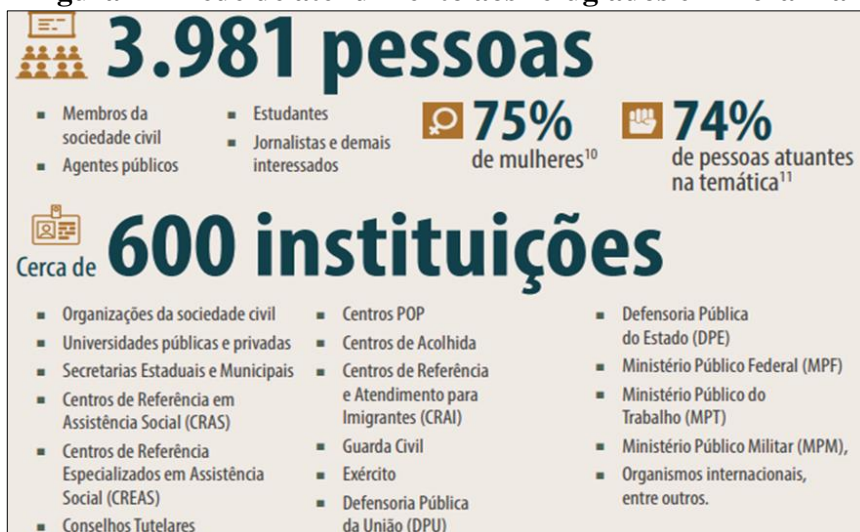 3.981 pessoas
▪ Membros da
sociedade civil
▪ Agentes públicos
▪ Estudantes
▪ Jornalistas e demais
interessados
75%
de mulheres¹⁰
74%
de pessoas atuantes
na temática¹¹
Cerca de 600 instituições
▪ Organizações da sociedade civil
▪ Universidades públicas e privadas
▪ Secretarias Estaduais e Municipais
▪ Centros de Referência em
Assistência Social (CRAS)
▪ Centros de Referência
Especializados em Assistência
Social (CREAS)
▪ Conselhos Tutelares
▪ Centros POP
▪ Centros de Acolhida
▪ Centros de Referência
e Atendimento para
Imigrantes (CRAI)
▪ Guarda Civil
▪ Exército
▪ Defensoria Pública
da União (DPU)
▪ Defensoria Pública
do Estado (DPE)
▪ Ministério Público Federal (MPF)
▪ Ministério Público do
Trabalho (MPT)
▪ Ministério Público Militar (MPM),
▪ Organismos internacionais,
entre outros.